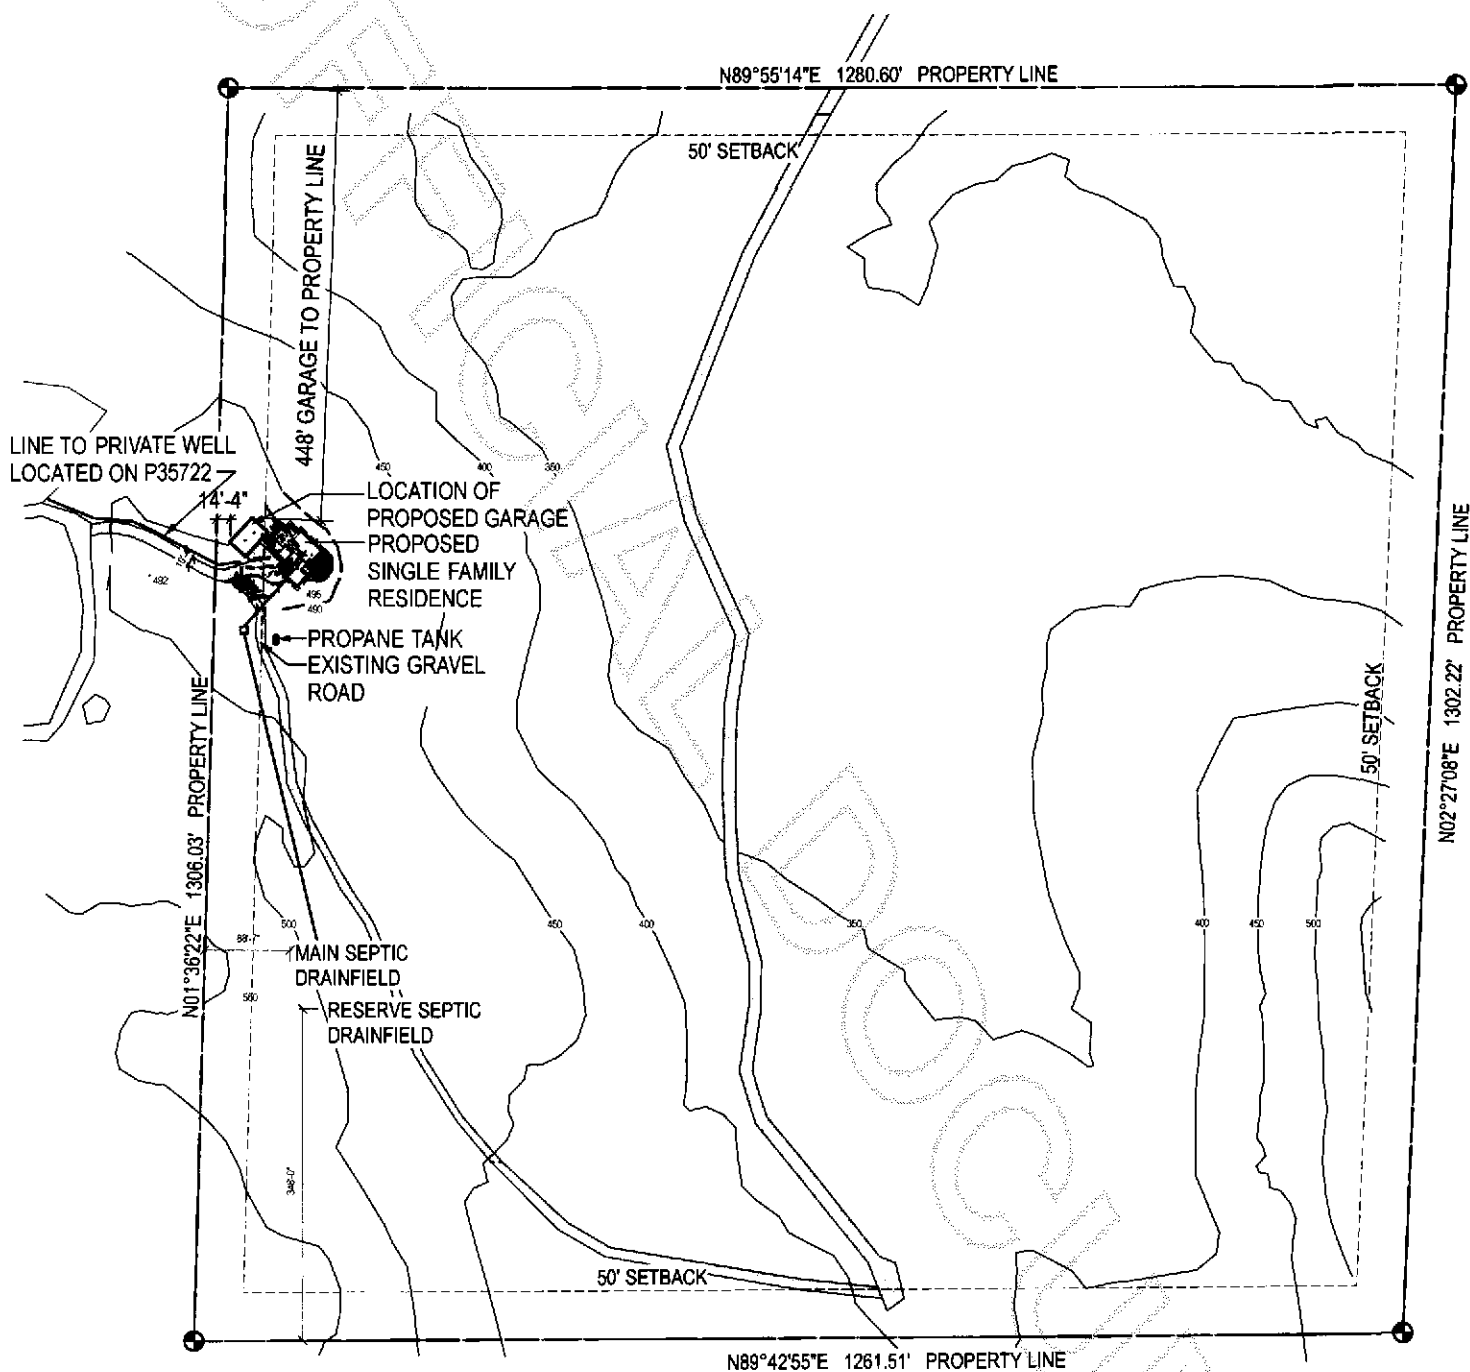 N89°55'14"E 1280.60' PROPERTY LINE
50' SETBACK
448' GARAGE TO PROPERTY LINE
LINE TO PRIVATE WELL
LOCATED ON P35722
14'-4"
450
400
350
LOCATION OF
PROPOSED GARAGE
PROPOSED
SINGLE FAMILY
RESIDENCE
482
495
490
PROPANE TANK
EXISTING GRAVEL
ROAD
N01°36'22"E 1306.03' PROPERTY LINE
50' SETBACK
N02°27'08"E 1302.22' PROPERTY LINE
500
450
400
350
400
450
500
MAIN SEPTIC
DRAINFIELD
550
RESERVE SEPTIC
DRAINFIELD
348'-0"
50' SETBACK
N89°42'55"E 1261.51' PROPERTY LINE